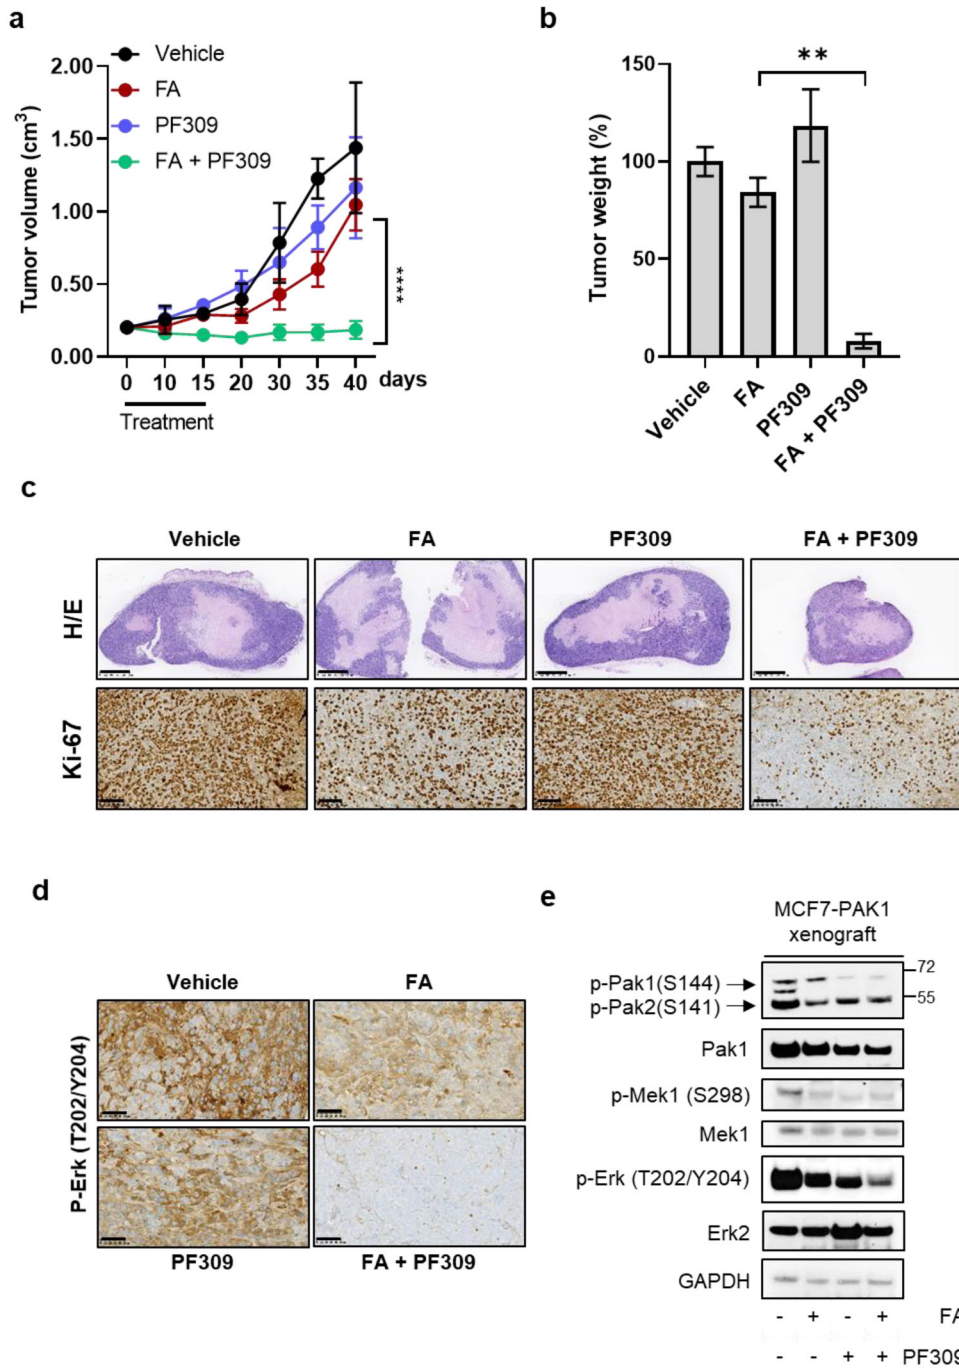 a
Vehicle
FA
PF309
FA + PF309
Tumor volume (cm³)
2.00
1.50
1.00
0.50
0.00
****
0 10 15 20 30 35 40 days
Treatment
b
**
Tumor weight (%)
150
100
50
0
Vehicle
FA
PF309
FA + PF309
c
Vehicle FA PF309 FA + PF309
H/E
Ki-67
d
Vehicle FA
P-Erk (T202/Y204)
PF309 FA + PF309
e
MCF7-PAK1
xenograft
p-Pak1(S144)
72
p-Pak2(S141)
55
Pak1
p-Mek1 (S298)
Mek1
p-Erk (T202/Y204)
Erk2
GAPDH
- + - + FA
- - + + PF309